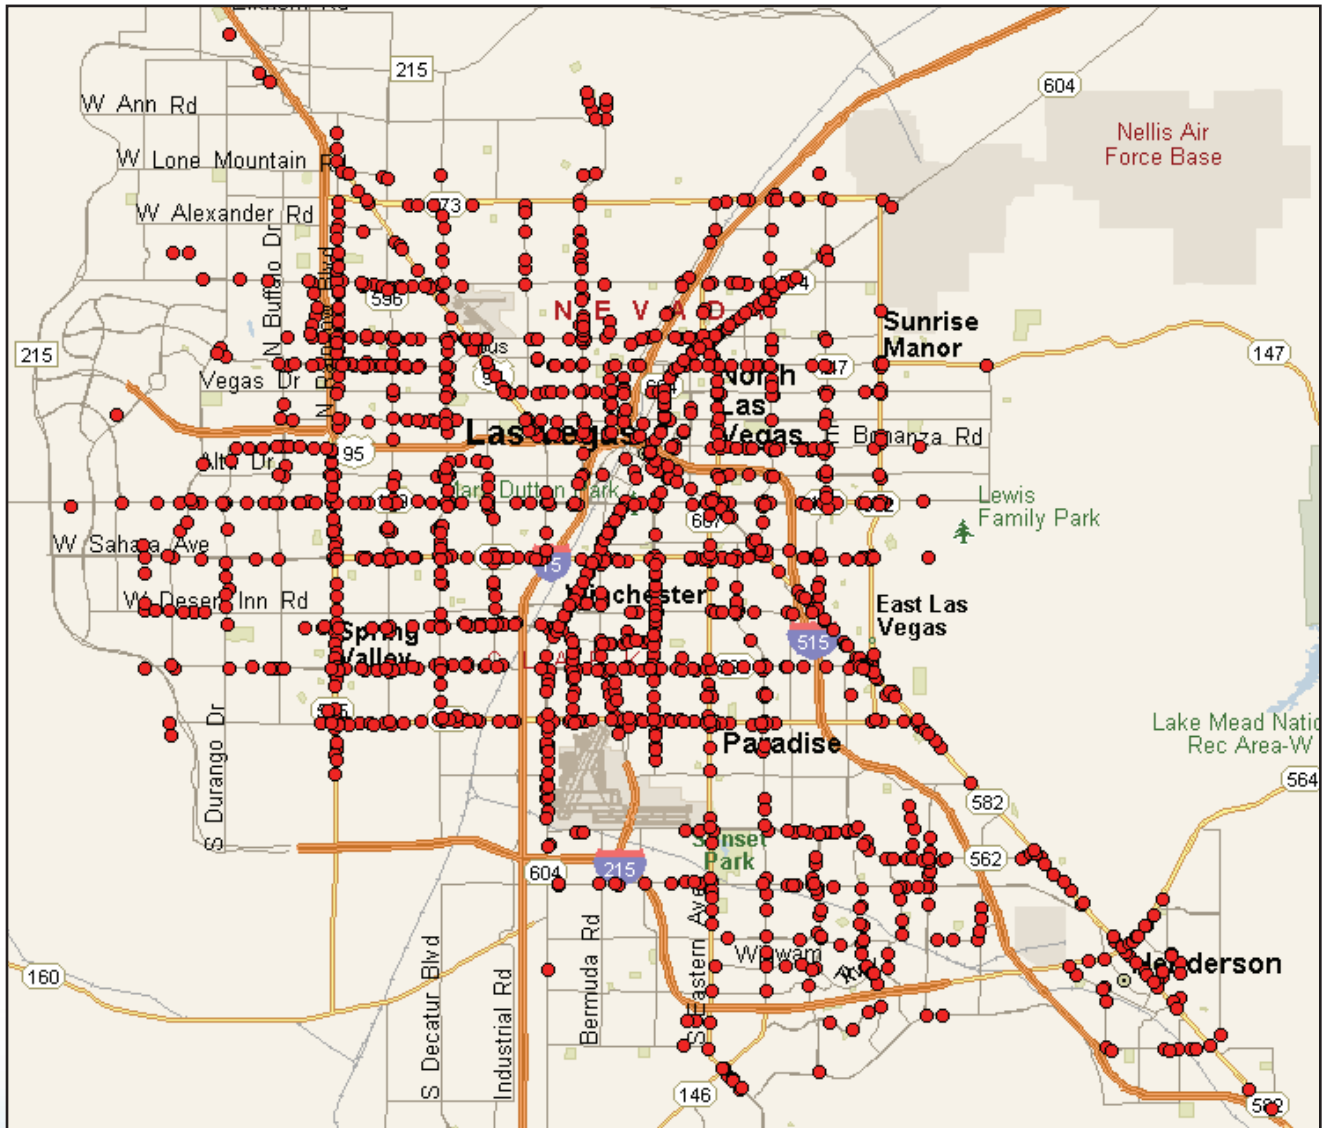 215
604
W Ann Rd
Nellis Air
Force Base
W Lone Mountain
W Alexander Rd
N Buffalo Dr
596
NEVADA
Sunrise
Manor
215
147
Vegas Dr
North
Las
Vegas
Las Vegas
E Bonanza Rd
95
Alta Dr
Lewis
Family Park
W Sahara Ave
15
W Desert Inn Rd
Winchester
East Las
Vegas
Spring
Valley
515
Lake Mead Natio
Rec Area-W
Paradise
S Durango Dr
564
582
Sunset
Park
562
604
215
S Eastern Ave
Bermuda Rd
S Decatur Blvd
Industrial Rd
Wigwam
Henderson
160
146
582